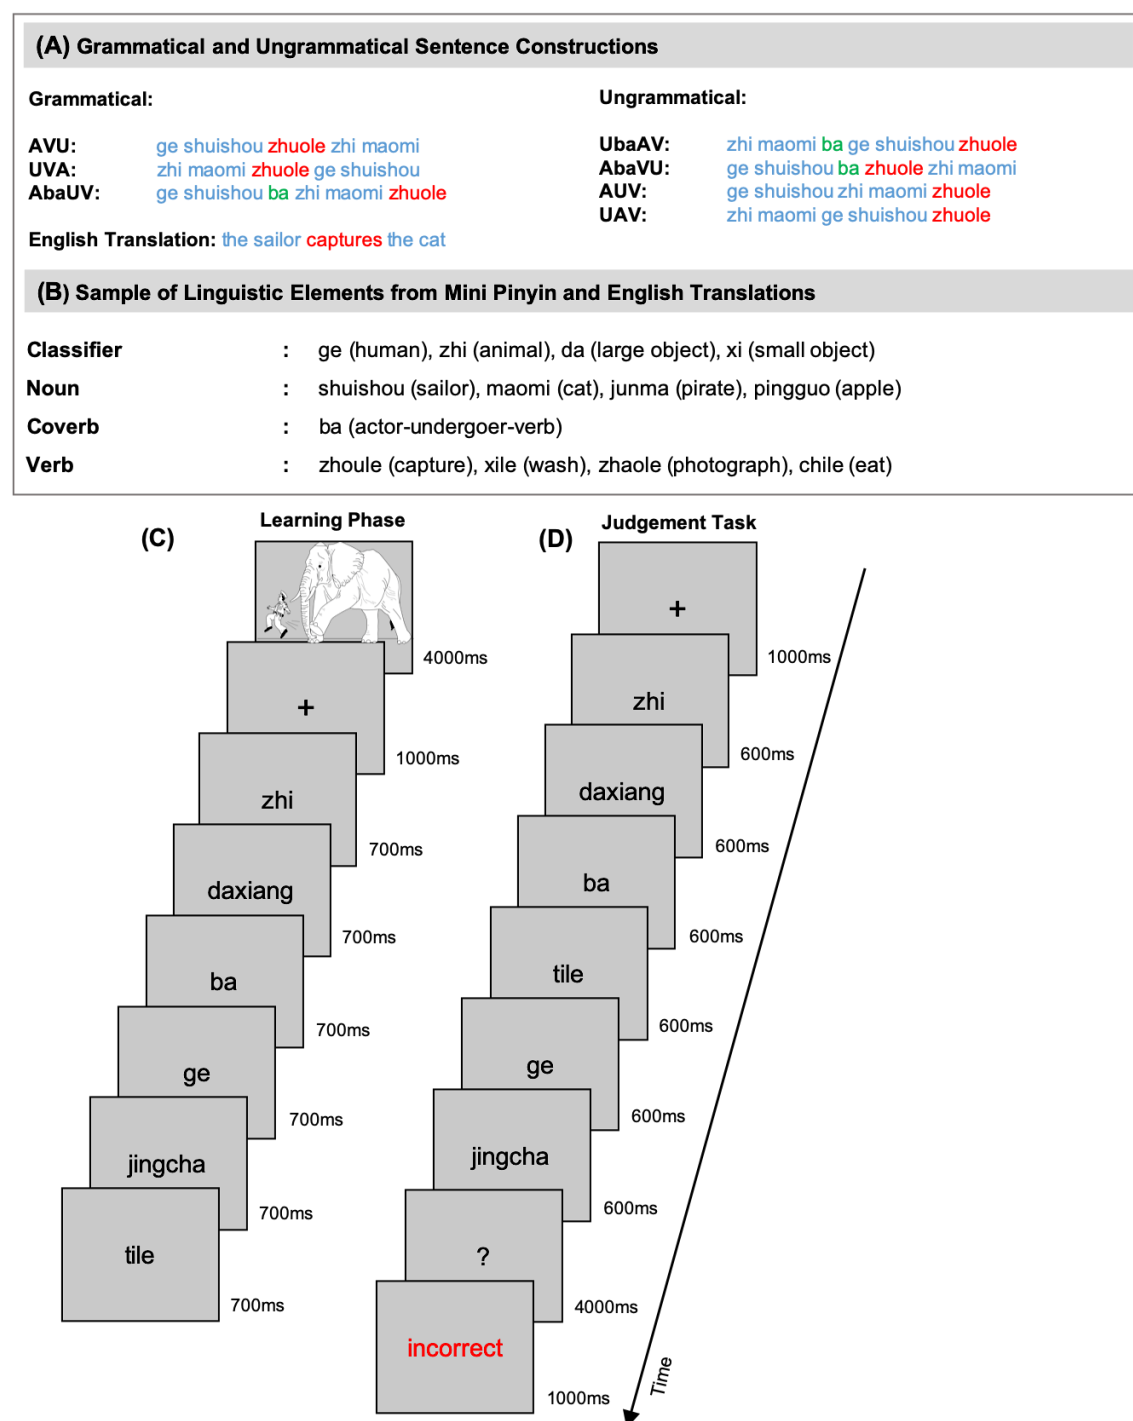 (A) Grammatical and Ungrammatical Sentence Constructions
Grammatical:
AVU: ge shuishou zhuole zhi maomi
UVA: zhi maomi zhuole ge shuishou
AbaUV: ge shuishou ba zhi maomi zhuole
English Translation: the sailor captures the cat
Ungrammatical:
UbaAV: zhi maomi ba ge shuishou zhuole
AbaVU: ge shuishou ba zhuole zhi maomi
AUV: ge shuishou zhi maomi zhuole
UAV: zhi maomi ge shuishou zhuole
(B) Sample of Linguistic Elements from Mini Pinyin and English Translations
Classifier : ge (human), zhi (animal), da (large object), xi (small object)
Noun : shuishou (sailor), maomi (cat), junma (pirate), pingguo (apple)
Coverb : ba (actor-undergoer-verb)
Verb : zhoule (capture), xile (wash), zhaole (photograph), chile (eat)
(C) Learning Phase
4000ms
+
1000ms
zhi
700ms
daxiang
700ms
ba
700ms
ge
700ms
jingcha
700ms
tile
700ms
(D) Judgement Task
+
1000ms
zhi
600ms
daxiang
600ms
ba
600ms
tile
600ms
ge
600ms
jingcha
600ms
?
4000ms
incorrect
1000ms
Time